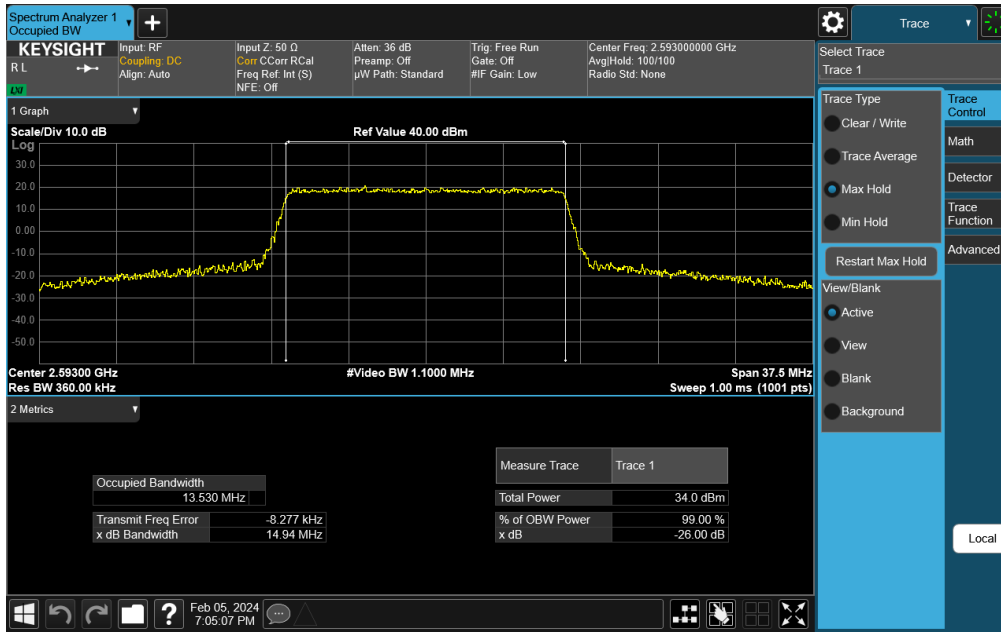 Spectrum Analyzer 1
Occupied BW
+
Trace
KEYSIGHT
R L
LXI
Input: RF
Coupling: DC
Align: Auto
Input Z: 50 Ω
Corr CCorr RCal
Freq Ref: Int (S)
NFE: Off
Atten: 36 dB
Preamp: Off
µW Path: Standard
Trig: Free Run
Gate: Off
#IF Gain: Low
Center Freq: 2.593000000 GHz
Avg|Hold: 100/100
Radio Std: None
1 Graph
Scale/Div 10.0 dB
Ref Value 40.00 dBm
Log
30.0
20.0
10.0
0.00
-10.0
-20.0
-30.0
-40.0
-50.0
Center 2.59300 GHz
#Video BW 1.1000 MHz
Span 37.5 MHz
Res BW 360.00 kHz
Sweep 1.00 ms (1001 pts)
2 Metrics
Occupied Bandwidth
13.530 MHz
Transmit Freq Error -8.277 kHz
x dB Bandwidth 14.94 MHz
Measure Trace Trace 1
Total Power 34.0 dBm
% of OBW Power 99.00 %
x dB -26.00 dB
Select Trace
Trace 1
Trace Type
Clear / Write
Trace Average
Max Hold
Min Hold
Restart Max Hold
View/Blank
Active
View
Blank
Background
Trace
Control
Math
Detector
Trace
Function
Advanced
Local
?
Feb 05, 2024
7:05:07 PM